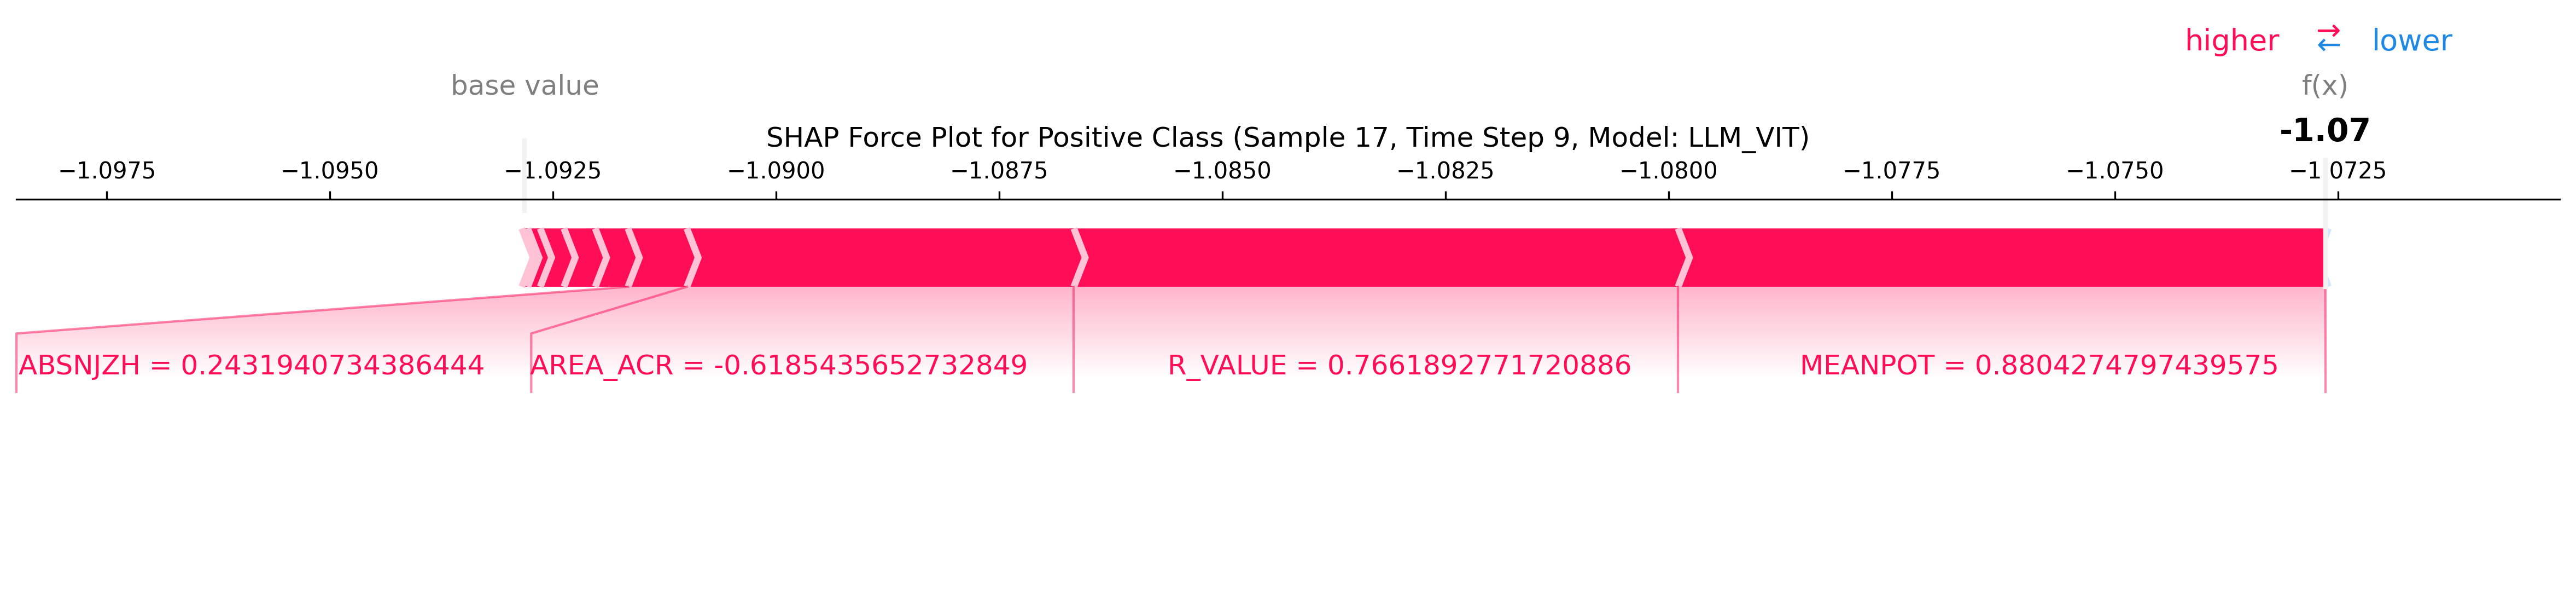 higher ⇄ lower
base value f(x)
SHAP Force Plot for Positive Class (Sample 17, Time Step 9, Model: LLM_VIT) -1.07
−1.0975 −1.0950 −1.0925 −1.0900 −1.0875 −1.0850 −1.0825 −1.0800 −1.0775 −1.0750 −1.0725
ABSNJZH = 0.2431940734386444 AREA_ACR = -0.6185435652732849 R_VALUE = 0.7661892771720886 MEANPOT = 0.8804274797439575